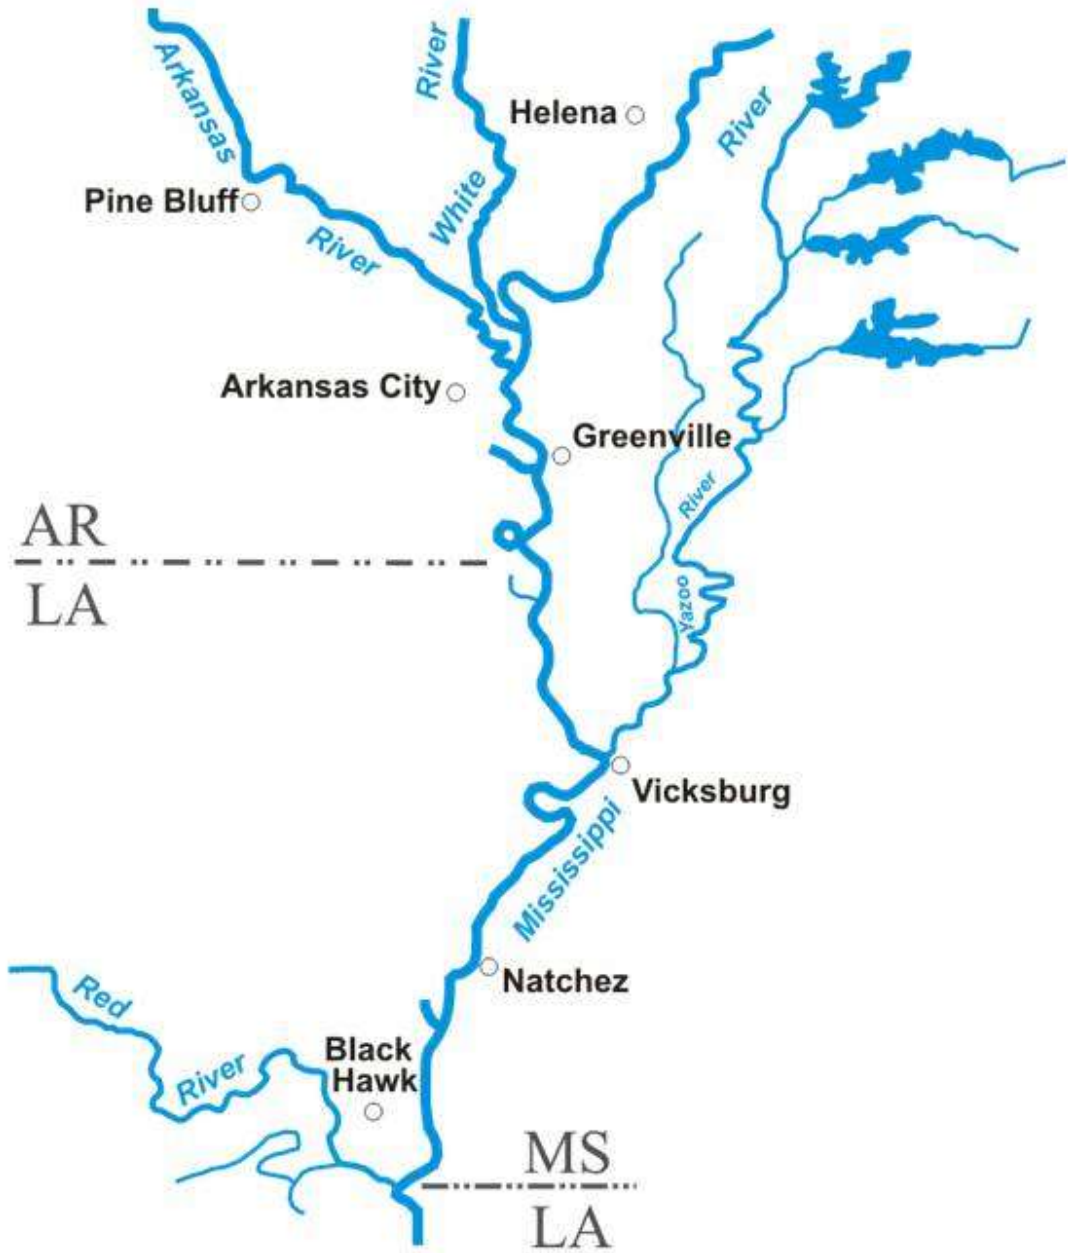 Arkansas
River
White
River
Helena
River
Pine Bluff
Arkansas City
Greenville
River
Yazoo
AR
LA
Vicksburg
Mississippi
Natchez
Red
River
Black
Hawk
MS
LA